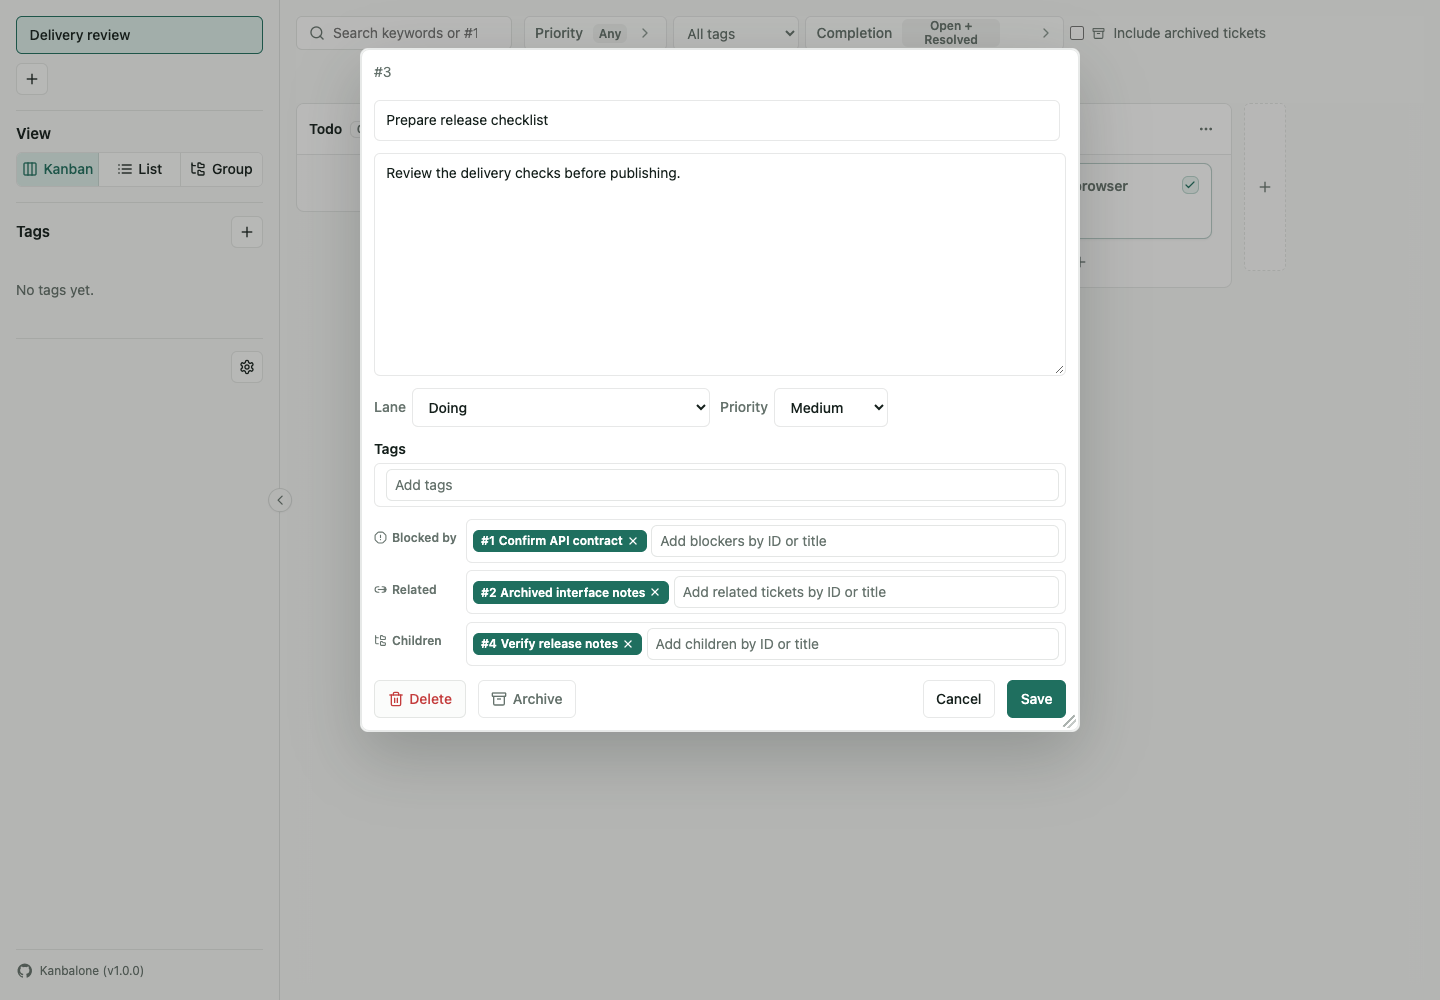 Delivery review
View
Kanban
List
Group
Tags
No tags yet.
Kanbalone (v1.0.0)
Search keywords or #1
Priority
Any
All tags
Completion
Open +
Resolved
Include archived tickets
Todo
browser
#3
Prepare release checklist
Review the delivery checks before publishing.
Lane
Doing
Priority
Medium
Tags
Add tags
Blocked by
#1 Confirm API contract
Add blockers by ID or title
Related
#2 Archived interface notes
Add related tickets by ID or title
Children
#4 Verify release notes
Add children by ID or title
Delete
Archive
Cancel
Save